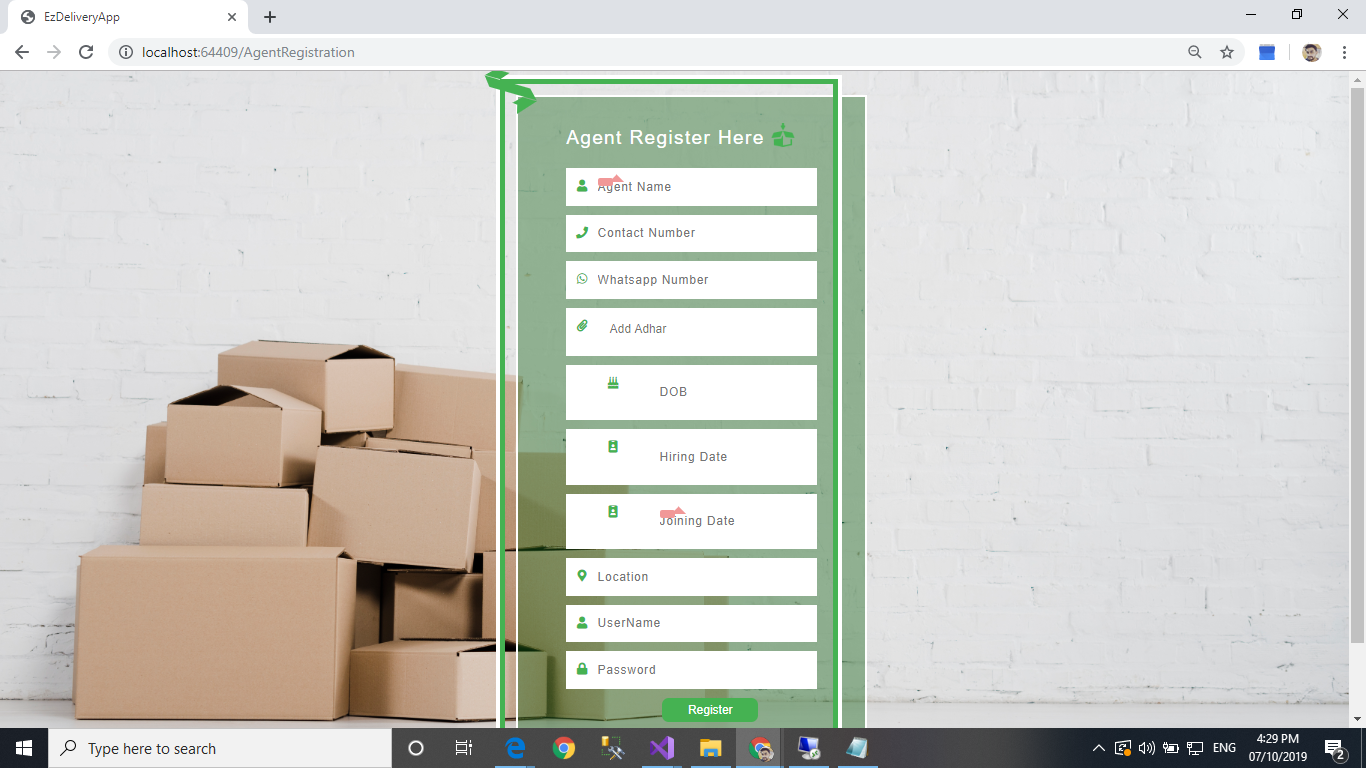 EzDeliveryApp
localhost:64409/AgentRegistration
Agent Register Here
Agent Name
Contact Number
Whatsapp Number
Add Adhar
DOB
Hiring Date
Joining Date
Location
UserName
Password
Register
Type here to search
ENG
4:29 PM
07/10/2019
2